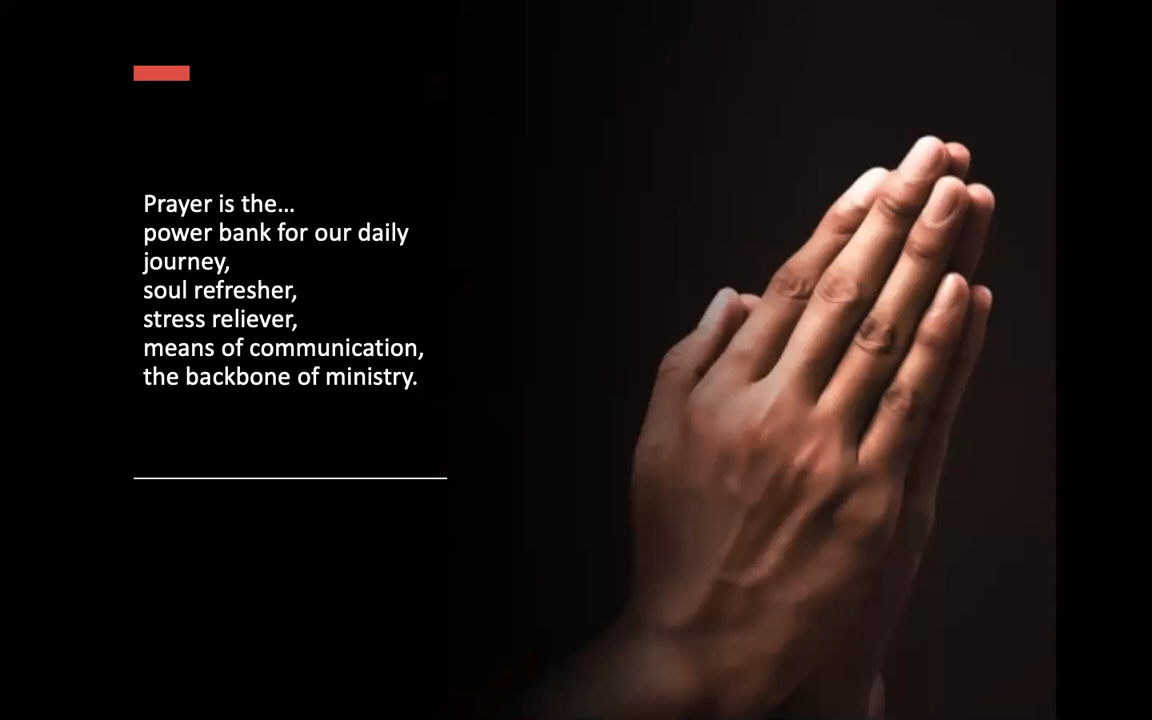 Prayer is the...
power bank for our daily
journey,
soul refresher,
stress reliever,
means of communication,
the backbone of ministry.